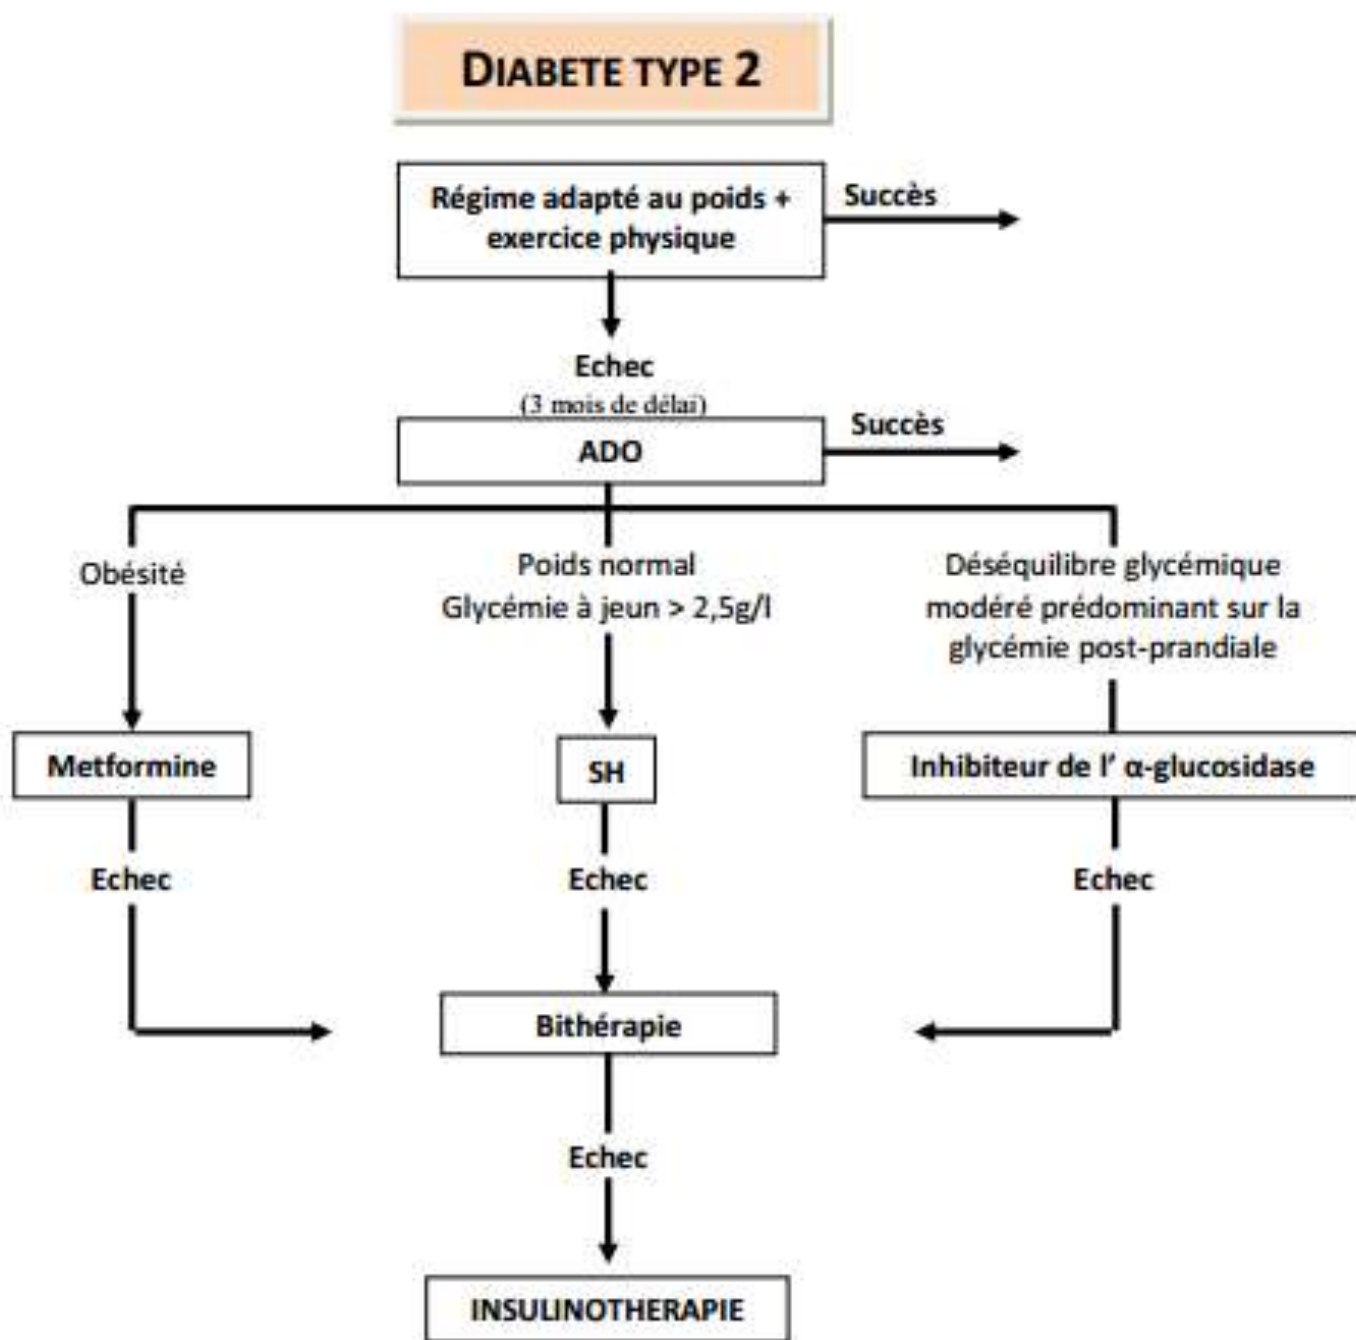 DIABETE TYPE 2
Régime adapté au poids +
exercice physique
Succès
Echec
(3 mois de délai)
ADO
Succès
Obésité
Poids normal
Glycémie à jeun > 2,5g/l
Déséquilibre glycémique
modéré prédominant sur la
glycémie post-prandiale
Metformine
SH
Inhibiteur de l' α-glucosidase
Echec
Echec
Echec
Bithérapie
Echec
INSULINOTHERAPIE